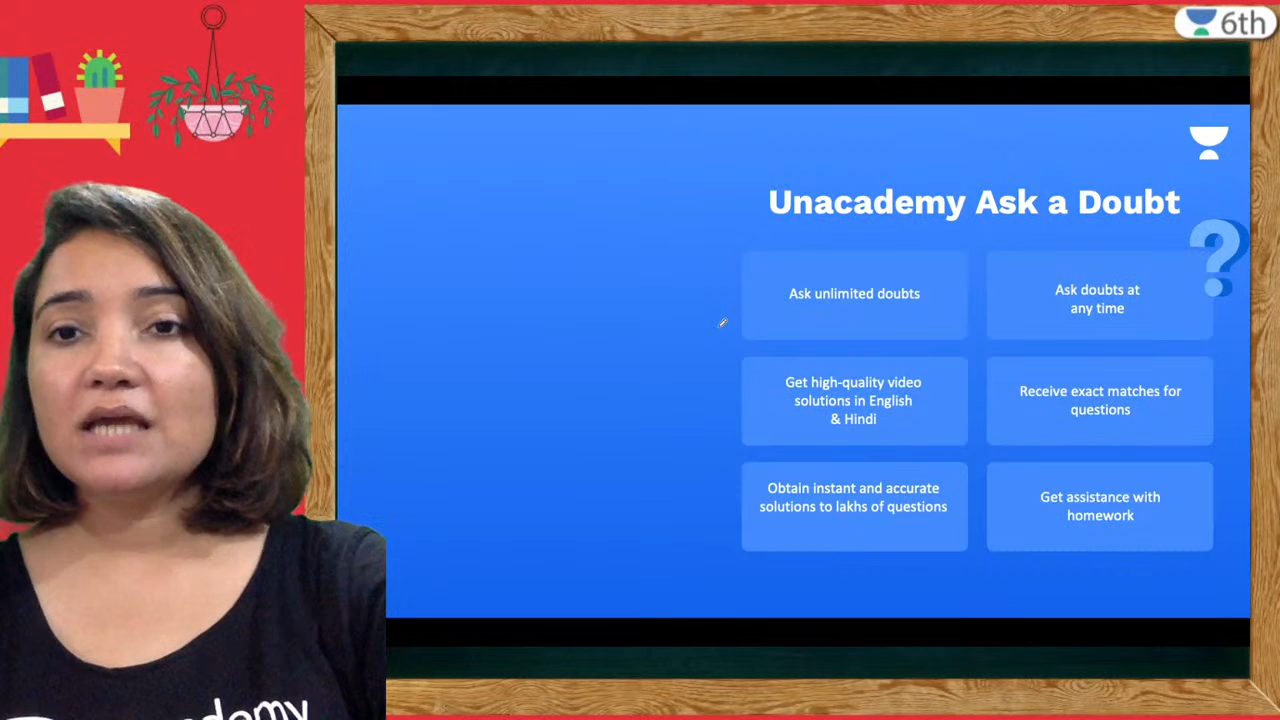 6th
Unacademy Ask a Doubt
?
Ask unlimited doubts
Ask doubts at
any time
Get high-quality video
solutions in English
& Hindi
Receive exact matches for
questions
Obtain instant and accurate
solutions to lakhs of questions
Get assistance with
homework